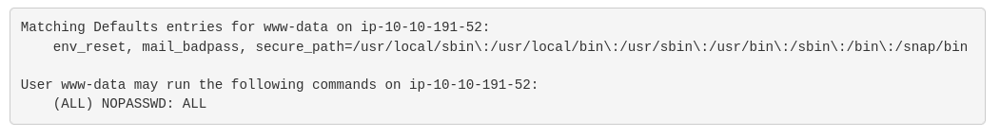 Matching Defaults entries for www-data on ip-10-10-191-52:
    env_reset, mail_badpass, secure_path=/usr/local/sbin\:/usr/local/bin\:/usr/sbin\:/usr/bin\:/sbin\:/bin\:/snap/bin

User www-data may run the following commands on ip-10-10-191-52:
    (ALL) NOPASSWD: ALL